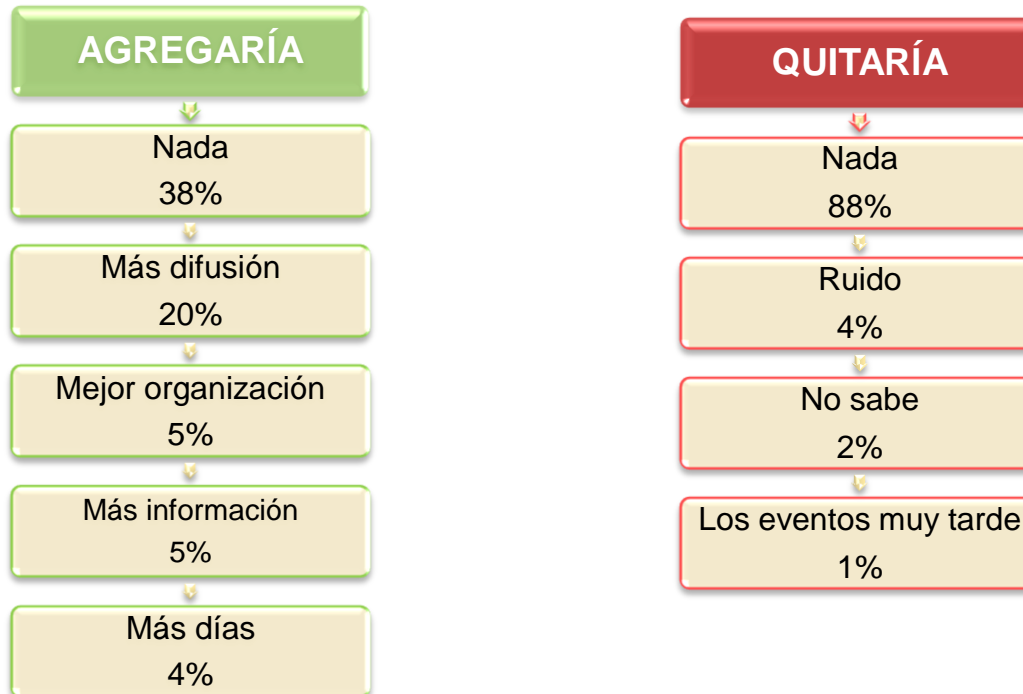 AGREGARÍA
Nada
38%
Más difusión
20%
Mejor organización
5%
Más información
5%
Más días
4%
QUITARÍA
Nada
88%
Ruido
4%
No sabe
2%
Los eventos muy tarde
1%